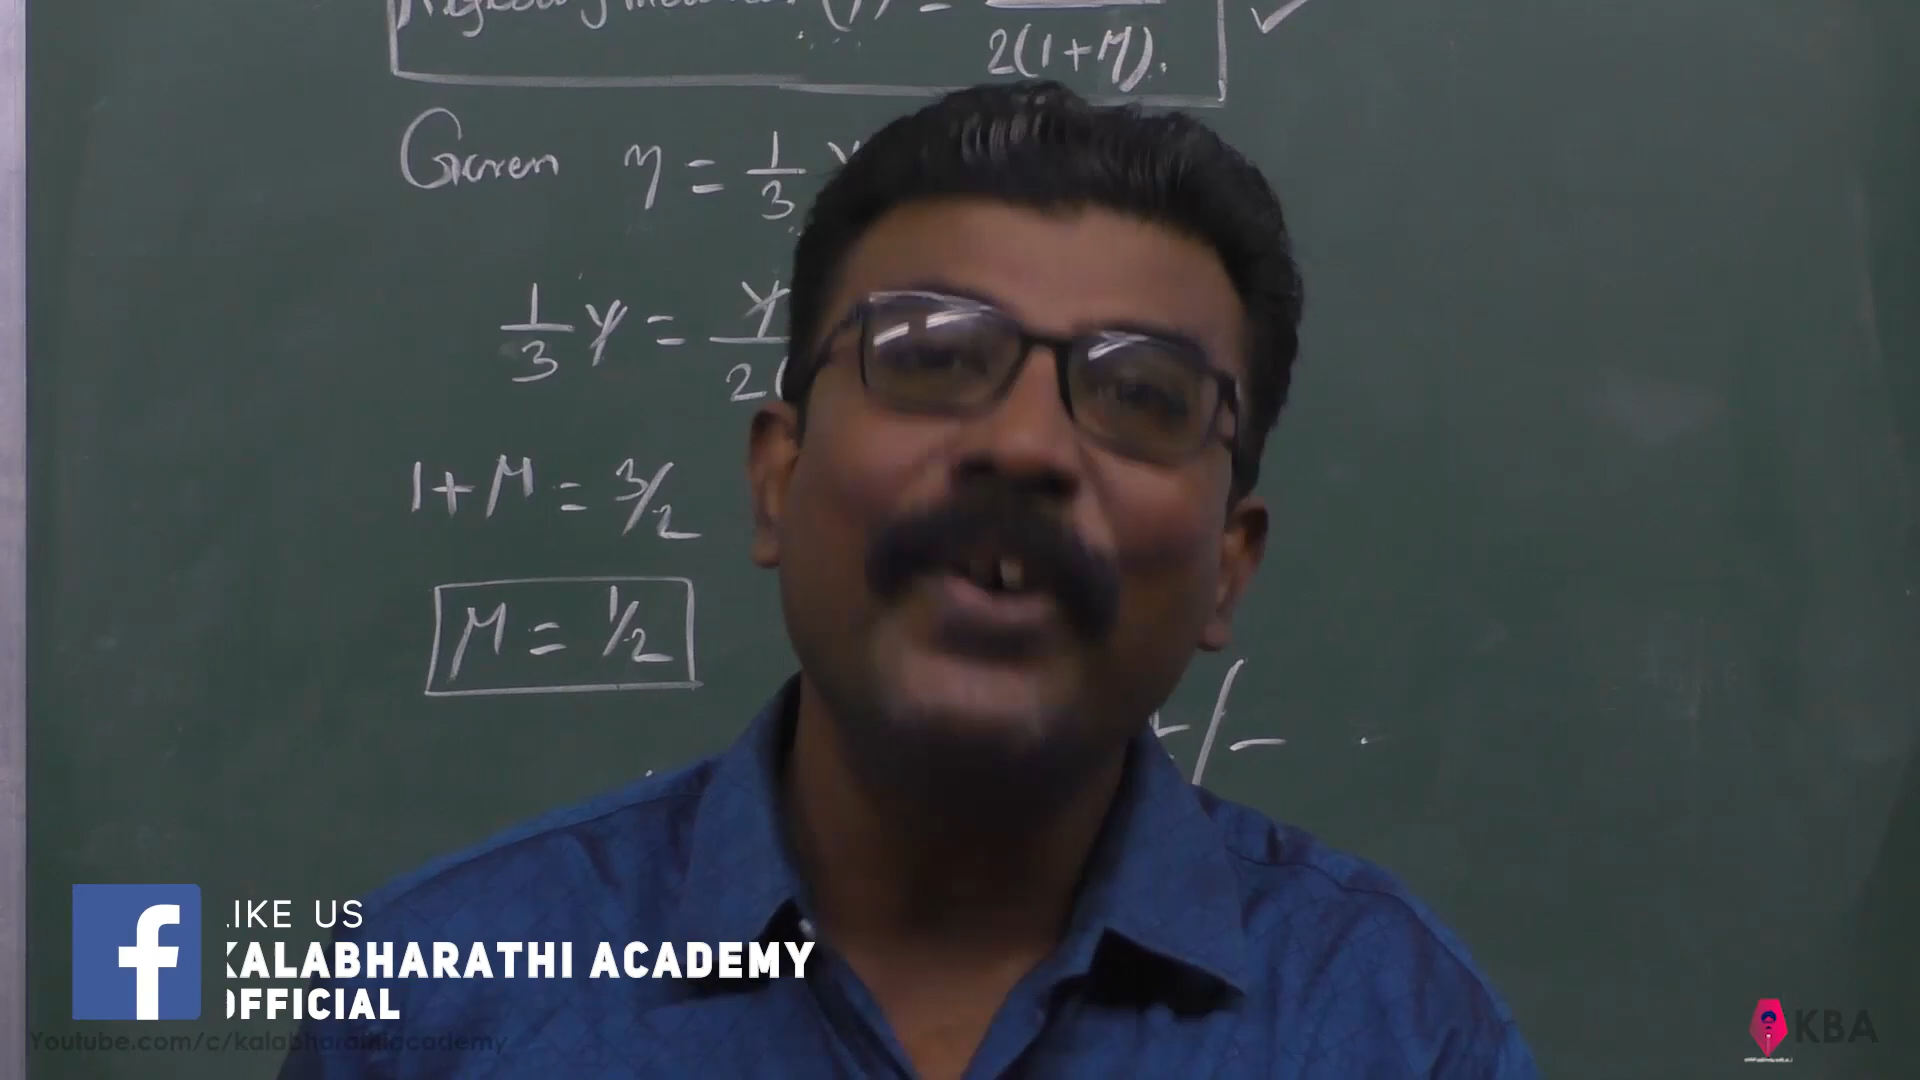 2(1+μ).
Given η = 1/3 Y
1/3 Y = Y
2(
1+μ = 3/2
μ = 1/2
/ -
LIKE US
KALABHARATHI ACADEMY
OFFICIAL
Youtube.com/c/kalabharathiacademy
KBA